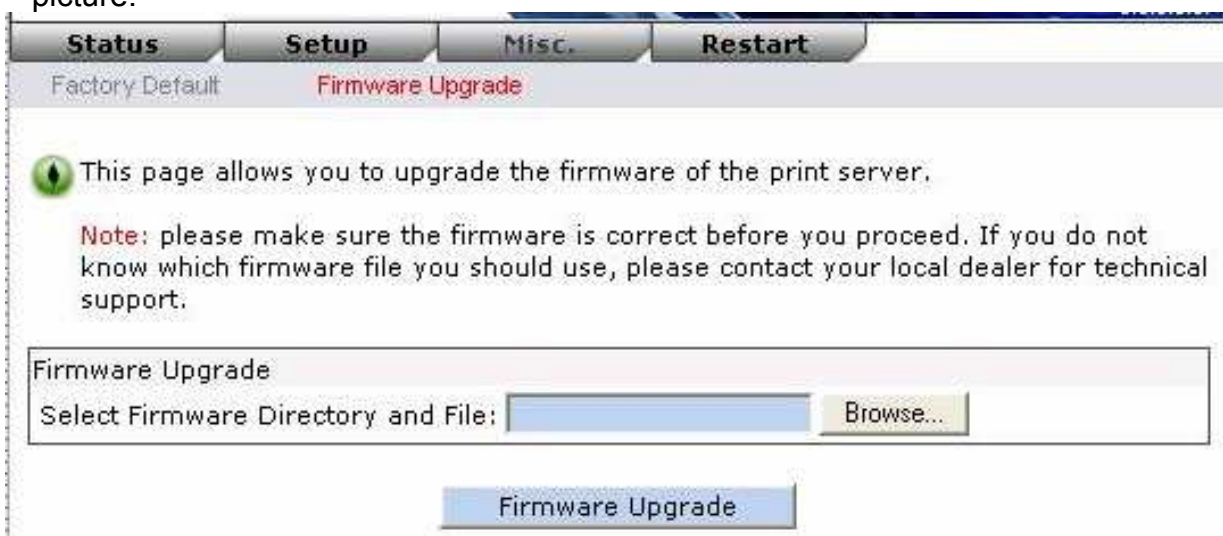 picture:
Status Setup Misc. Restart
Factory Default Firmware Upgrade
This page allows you to upgrade the firmware of the print server.
Note: please make sure the firmware is correct before you proceed. If you do not
know which firmware file you should use, please contact your local dealer for technical
support.
Firmware Upgrade
Select Firmware Directory and File: Browse...
Firmware Upgrade